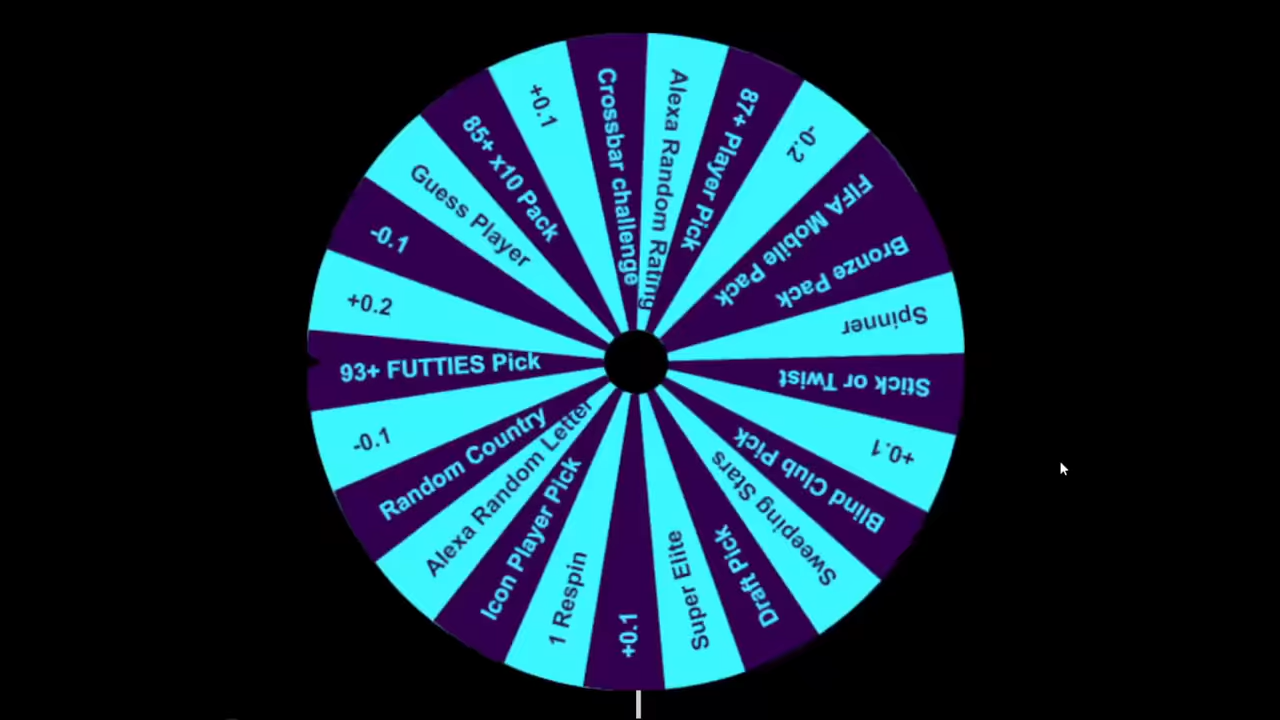 Crossbar challenge
Alexa Random Rating
87+ Player Pick
-0.2
FIFA Mobile Pack
Bronze Pack
Spinner
Stick or Twist
+0.1
Blind Club Pick
Sweeping Stars
Draft Pick
Super Elite
+0.1
1 Respin
Icon Player Pick
Alexa Random Letter
Random Country
-0.1
93+ FUTTIES Pick
+0.2
-0.1
Guess Player
85+ x10 Pack
+0.1